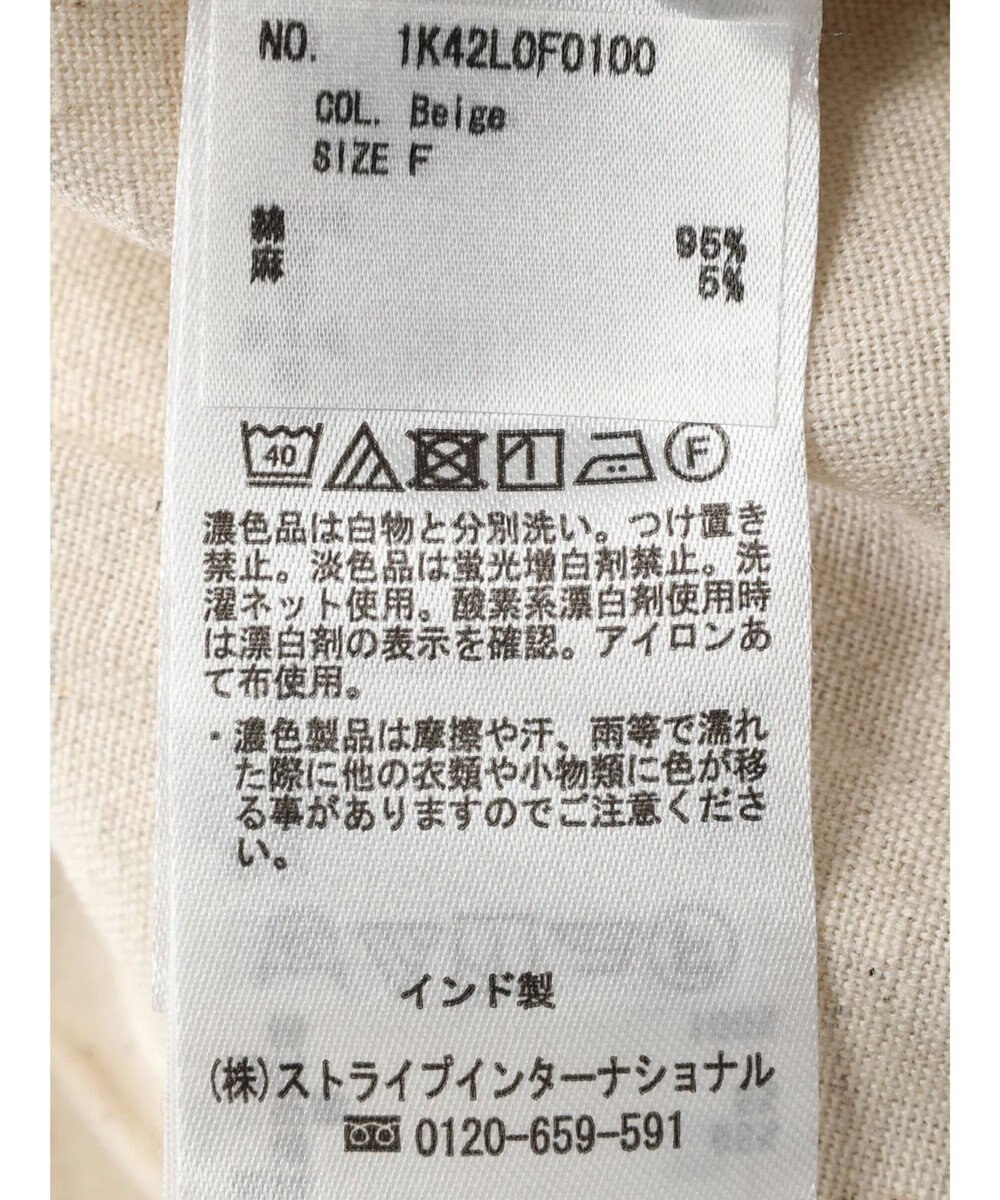 NO. 1K42L0F0100
COL. Beige
SIZE F
綿 95%
麻 5%
40 F
濃色品は白物と分別洗い。つけ置き
禁止。淡色品は蛍光増白剤禁止。洗
濯ネット使用。酸素系漂白剤使用時
は漂白剤の表示を確認。アイロンあ
て布使用。
・濃色製品は摩擦や汗、雨等で濡れ
た際に他の衣類や小物類に色が移
る事がありますのでご注意くださ
い。
インド製
(株)ストライプインターナショナル
0120-659-591